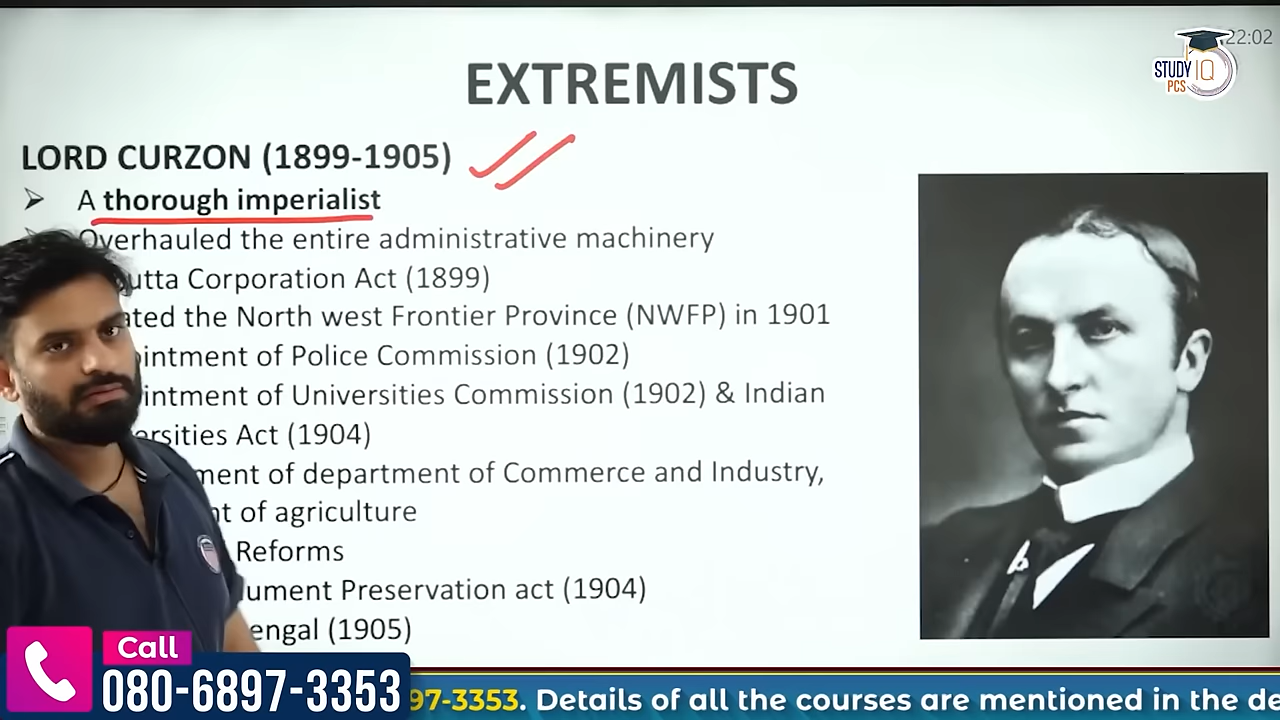 22:02
STUDY IQ
PCS
EXTREMISTS
LORD CURZON (1899-1905)
A thorough imperialist
Overhauled the entire administrative machinery
utta Corporation Act (1899)
ated the North west Frontier Province (NWFP) in 1901
ointment of Police Commission (1902)
intment of Universities Commission (1902) & Indian
ersities Act (1904)
ment of department of Commerce and Industry,
nt of agriculture
Reforms
ument Preservation act (1904)
engal (1905)
Call
080-6897-3353
97-3353. Details of all the courses are mentioned in the de